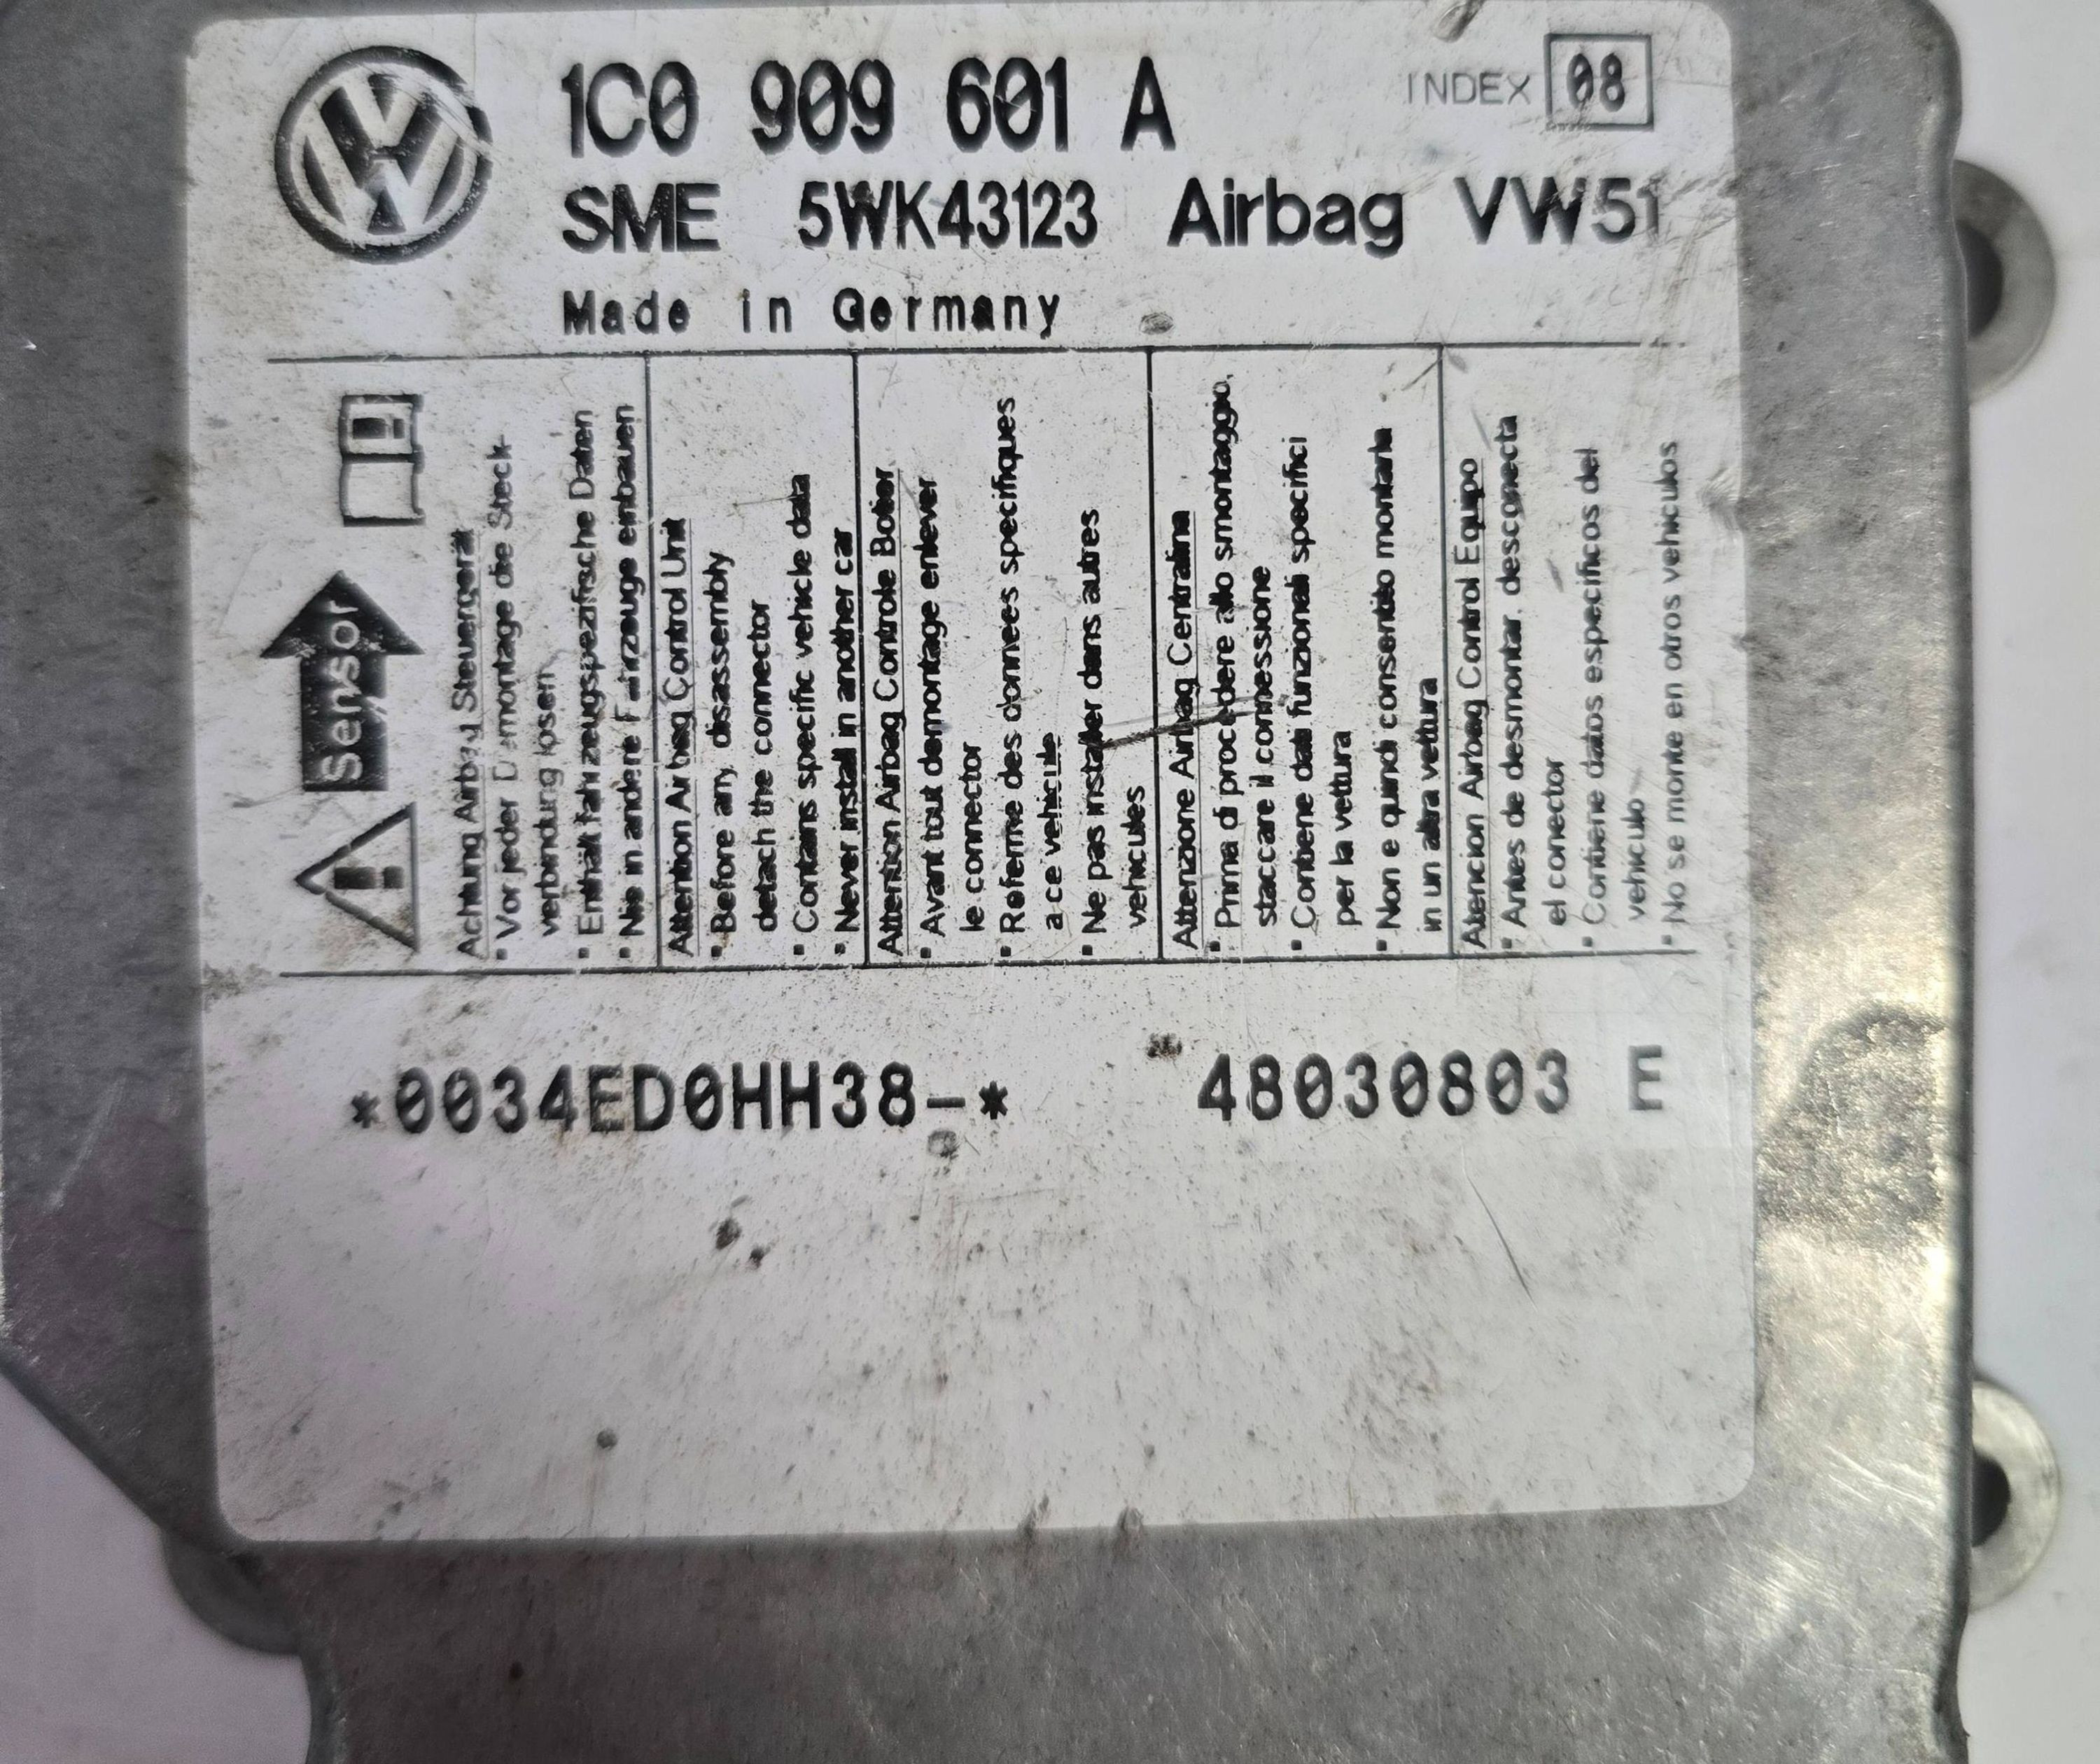 1C0 909 601 A
INDEX 08
SME 5WK43123 Airbag VW51
Made in Germany
Sensor
Achtung Airbag Steuergerät
" Vor jeder Demontage die Steck-
verbindung lösen
" Enthält fahrzeugspezifische Daten
" Nie in andere Fahrzeuge einbauen
Attention Airbag Control Unit
" Before any disassembly
detach the connector
" Contains specific vehicle data
" Never install in another car
Attention Airbag Controle Botier
" Avant tout demontage enlever
le connector
" Referme des donnees specifiques
a ce vehicule
" Ne pas installer dans autres
vehicules
Attenzione Airbag Centralina
" Prima di procedere allo smontaggio,
staccare il connessione
" Contiene dati funzionali specifici
per la vettura
" Non e quindi consentito montarla
in un altra vettura
Atencion Airbag Control Equipo
" Antes de desmontar, desconecta
el conector
" Contiene datos especificos del
vehiculo
" No se monte en otros vehiculos
*0034ED0HH38-* 48030803 E